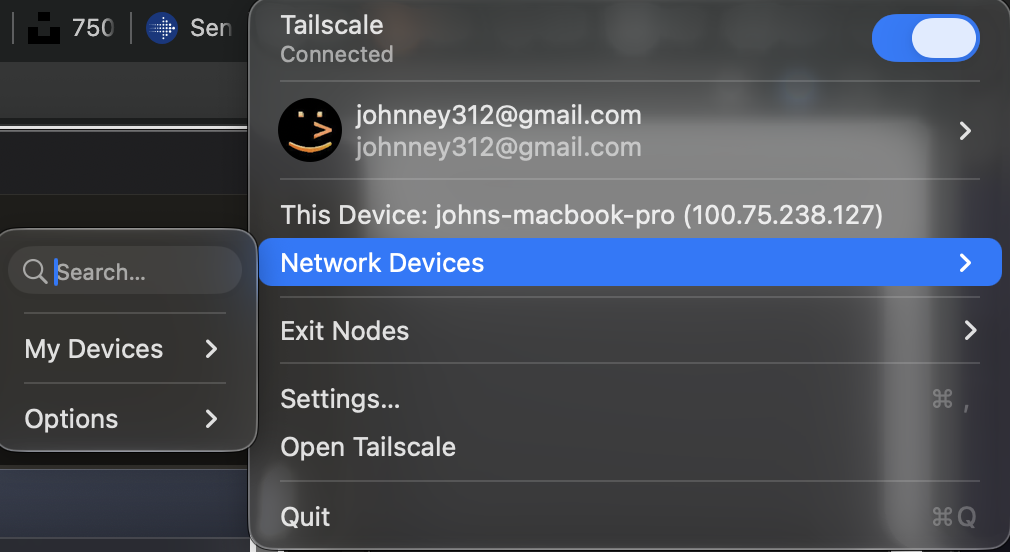 750
Sen
Tailscale
Connected
johnney312@gmail.com
johnney312@gmail.com
This Device: johns-macbook-pro (100.75.238.127)
Network Devices
Search...
My Devices
Options
Exit Nodes
Settings...
⌘ ,
Open Tailscale
Quit
⌘Q